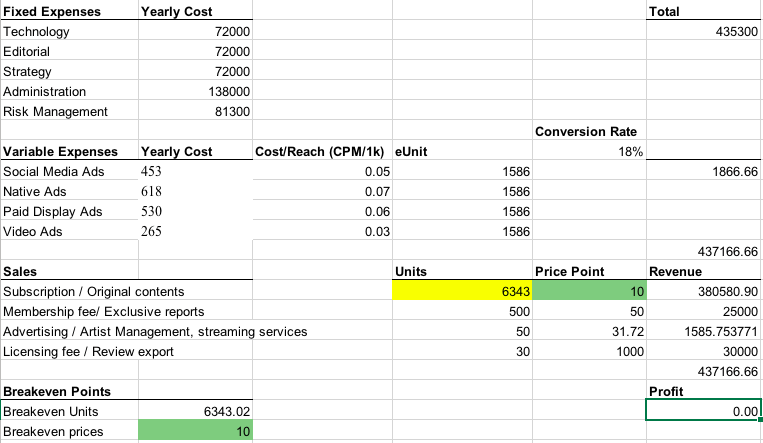 Fixed Expenses Yearly Cost Total
Technology 72000 435300
Editorial 72000
Strategy 72000
Administration 138000
Risk Management 81300
Conversion Rate
Variable Expenses Yearly Cost Cost/Reach (CPM/1k) eUnit 18%
Social Media Ads 453 0.05 1586 1866.66
Native Ads 618 0.07 1586
Paid Display Ads 530 0.06 1586
Video Ads 265 0.03 1586
437166.66
Sales Units Price Point Revenue
Subscription / Original contents 6343 10 380580.90
Membership fee/ Exclusive reports 500 50 25000
Advertising / Artist Management, streaming services 50 31.72 1585.753771
Licensing fee / Review export 30 1000 30000
437166.66
Breakeven Points Profit
Breakeven Units 6343.02 0.00
Breakeven prices 10